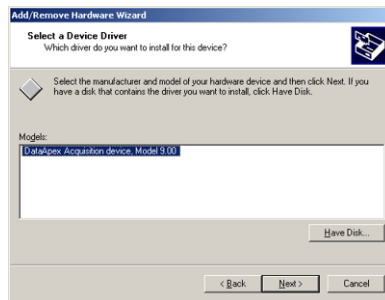 Add/Remove Hardware Wizard
Select a Device Driver
Which driver do you want to install for this device?
Select the manufacturer and model of your hardware device and then click Next. If you
have a disk that contains the driver you want to install, click Have Disk.
Models:
DataApex Acquisition device, Model 9.00
Have Disk...
< Back
Next >
Cancel